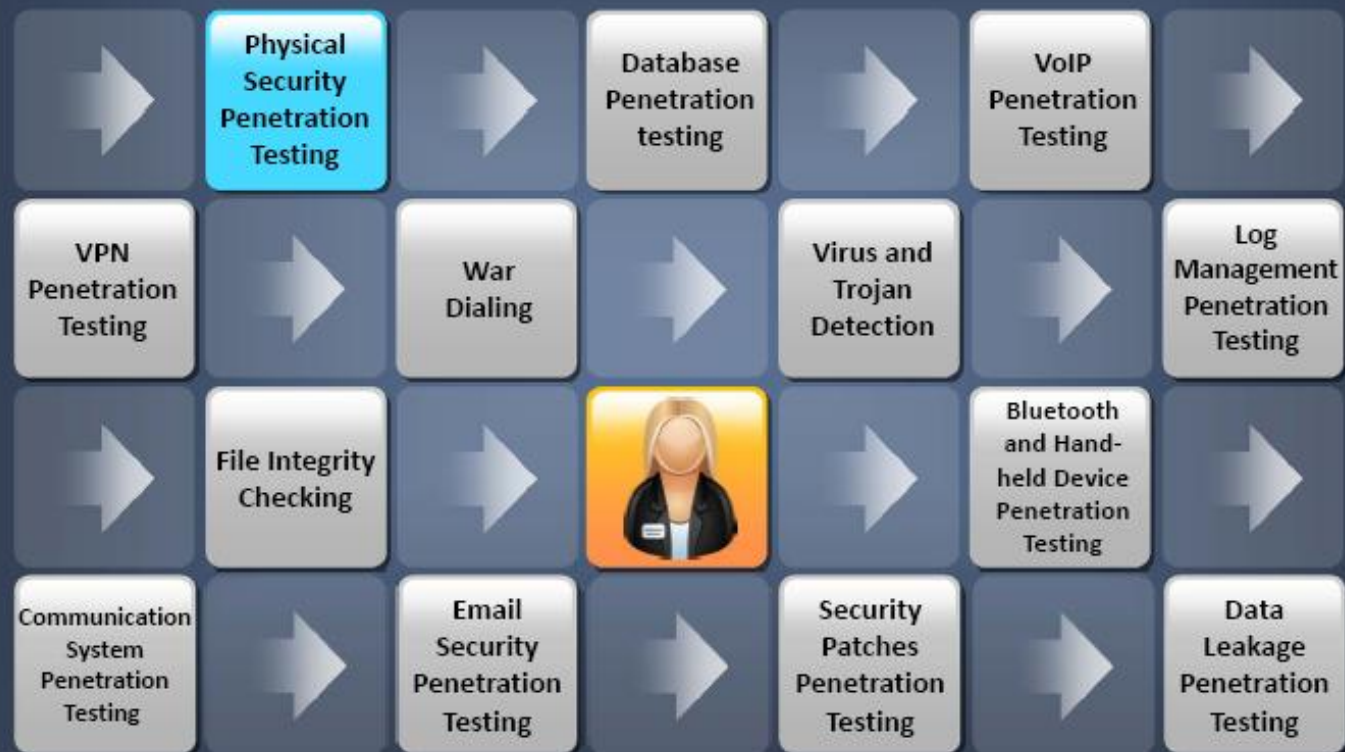 Physical
Security
Penetration
Testing
Database
Penetration
testing
VoIP
Penetration
Testing
VPN
Penetration
Testing
War
Dialing
Virus and
Trojan
Detection
Log
Management
Penetration
Testing
File Integrity
Checking
Bluetooth
and Hand-
held Device
Penetration
Testing
Communication
System
Penetration
Testing
Email
Security
Penetration
Testing
Security
Patches
Penetration
Testing
Data
Leakage
Penetration
Testing